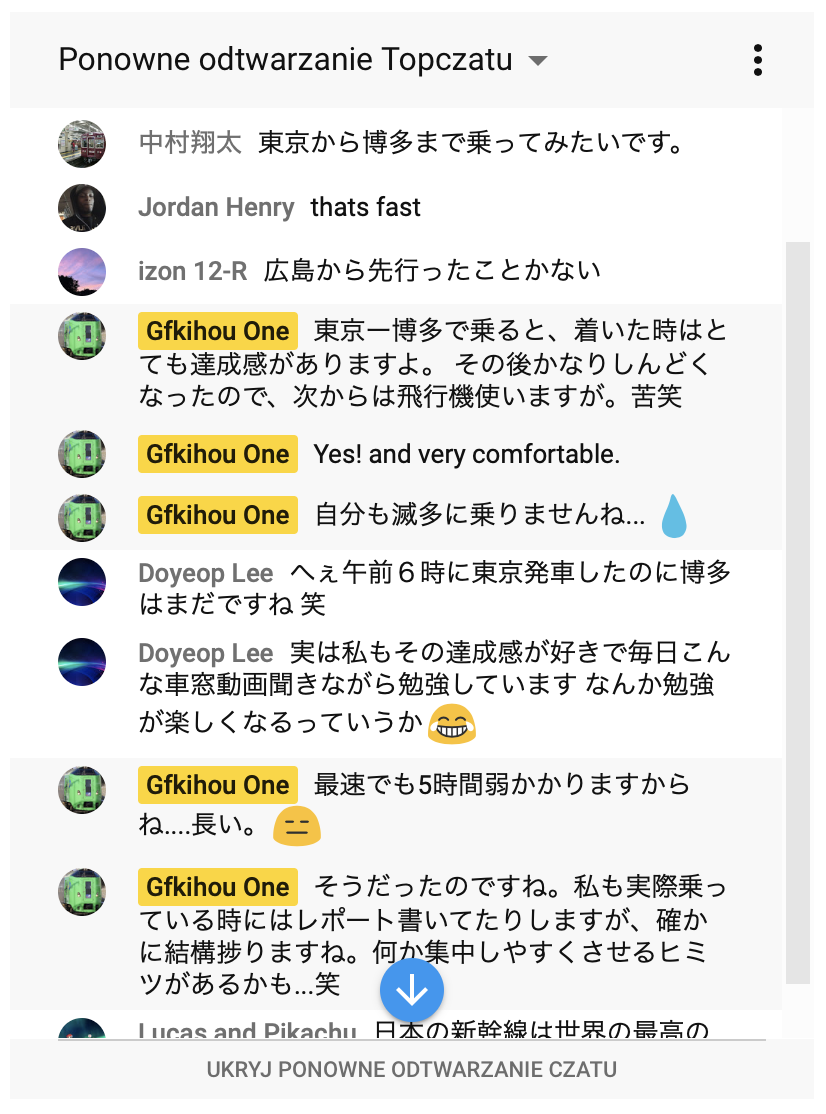 Ponowne odtwarzanie Topczatu
中村翔太 東京から博多まで乗ってみたいです。
Jordan Henry thats fast
izon 12-R 広島から先行ったことかない
Gfkihou One 東京ー博多で乗ると、着いた時はと
ても達成感がありますよ。 その後かなりしんどく
なったので、次からは飛行機使いますが。苦笑
Gfkihou One Yes! and very comfortable.
Gfkihou One 自分も滅多に乗りませんね... 💧
Doyeop Lee へぇ午前６時に東京発車したのに博多
はまだですね 笑
Doyeop Lee 実は私もその達成感が好きで毎日こん
な車窓動画聞きながら勉強しています なんか勉強
が楽しくなるっていうか😂
Gfkihou One 最速でも5時間弱かかりますから
ね....長い。😑
Gfkihou One そうだったのですね。私も実際乗っ
ている時にはレポート書いてたりしますが、確か
に結構捗りますね。何か集中しやすくさせるヒミ
ツがあるかも...笑
Lucas and Pikachu 日本の新幹線は世界の最高の
UKRYJ PONOWNE ODTWARZANIE CZATU